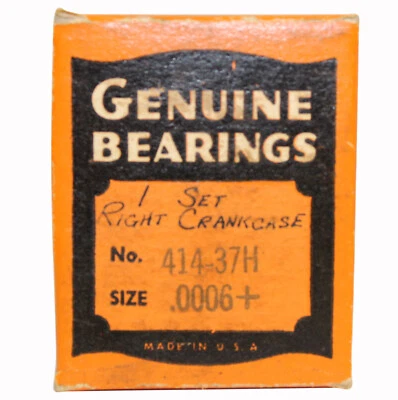 GENUINE
BEARINGS
1 SET
RIGHT CRANKCASE
No. 414-37H
SIZE .0006+
MADE IN U.S.A